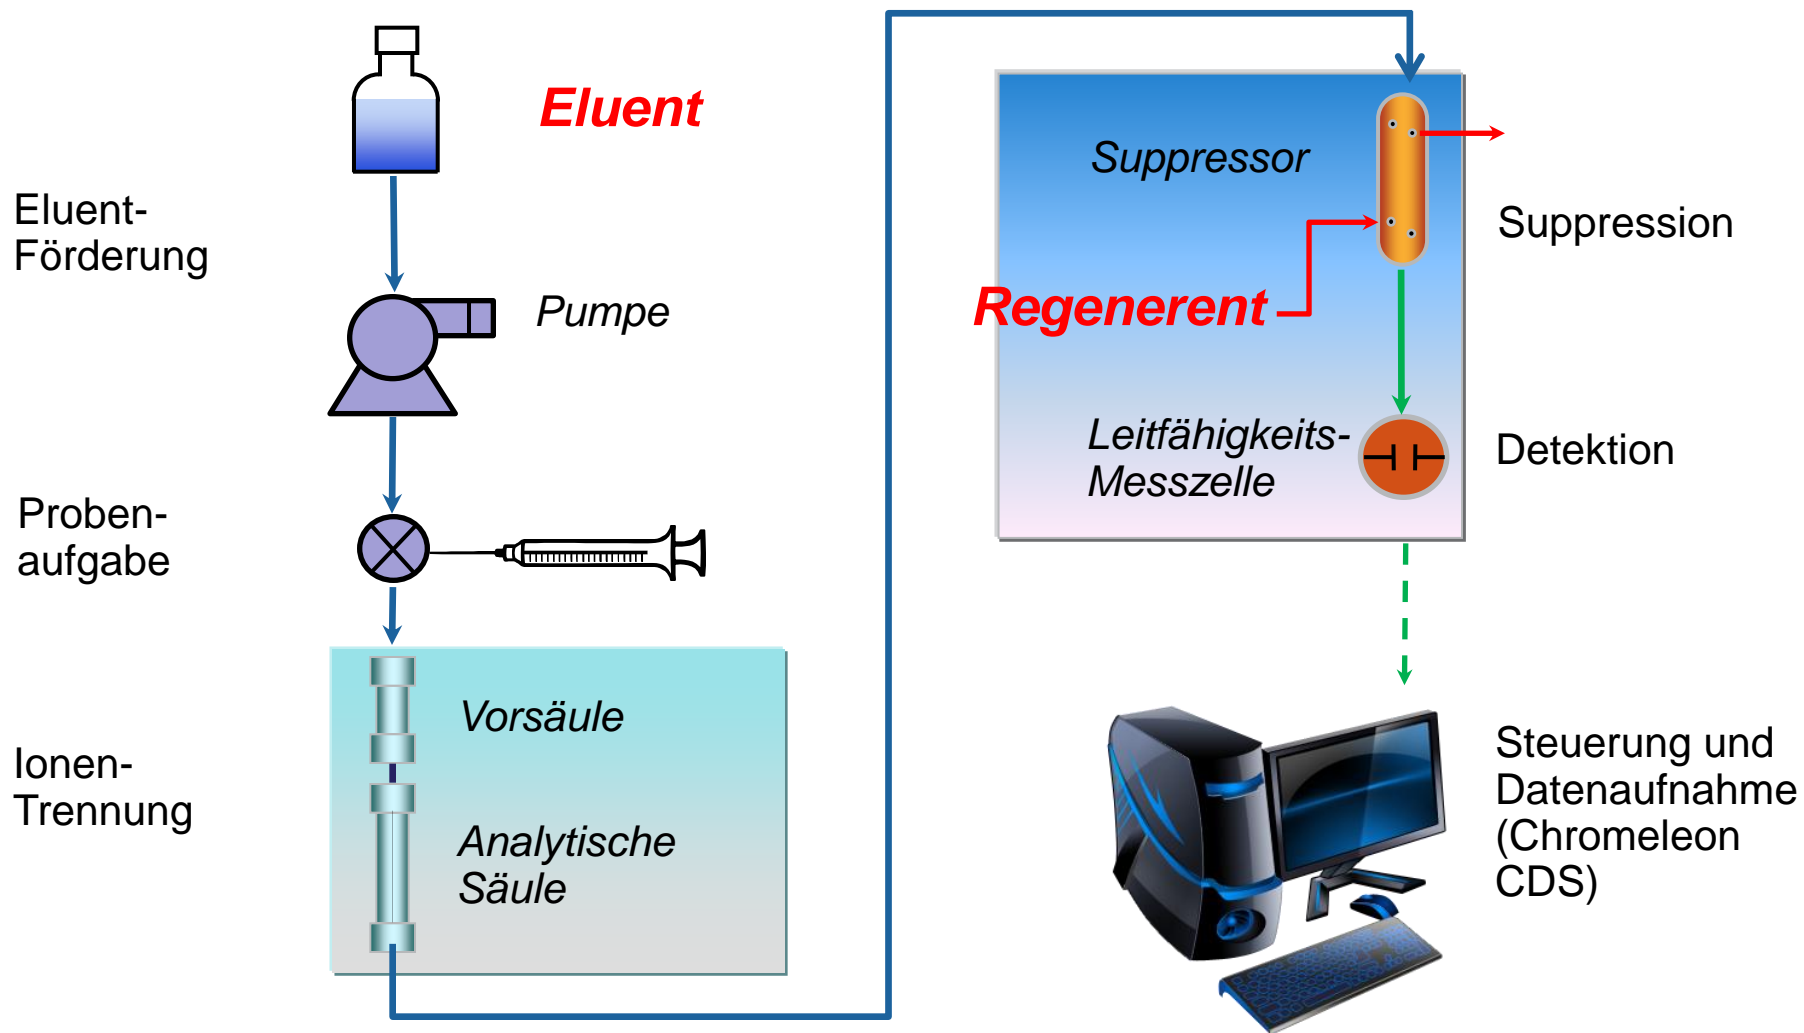 Eluent
Eluent-
Förderung
Pumpe
Proben-
aufgabe
Ionen-
Trennung
Vorsäule
Analytische
Säule
Suppressor
Suppression
Regenerent
Leitfähigkeits-
Messzelle
Detektion
Steuerung und
Datenaufnahme
(Chromeleon
CDS)